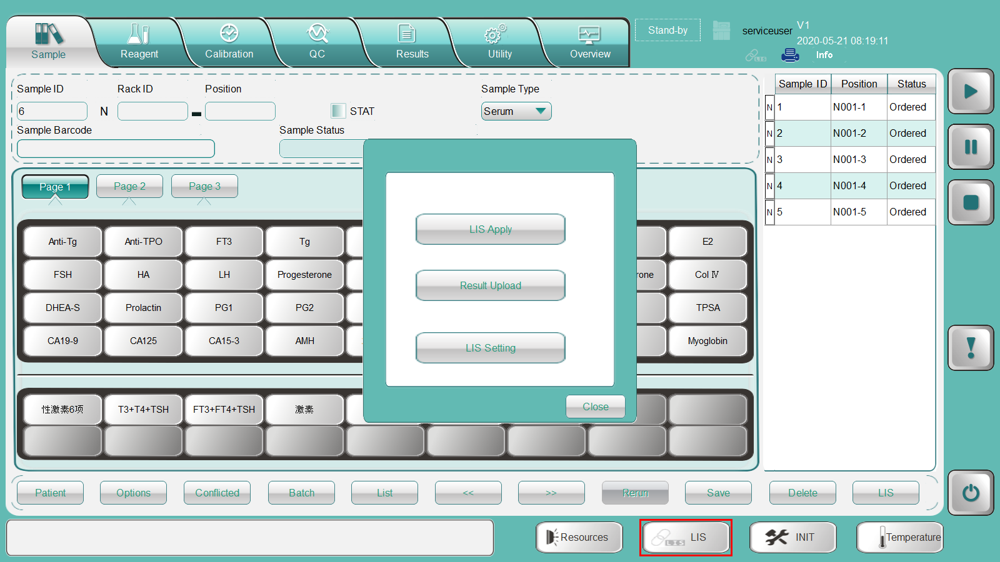 Sample
Reagent
Calibration
QC
Results
Utility
Overview
Stand-by
serviceuser
V1
2020-05-21 08:19:11
LIS
Info
Sample ID
Rack ID
Position
Sample Type
6
N
STAT
Serum
Sample Barcode
Sample Status
Sample ID Position Status
N 1 N001-1 Ordered
N 2 N001-2 Ordered
N 3 N001-3 Ordered
N 4 N001-4 Ordered
N 5 N001-5 Ordered
Page 1
Page 2
Page 3
Anti-Tg Anti-TPO FT3 Tg E2
FSH HA LH Progesterone rone Col Ⅳ
DHEA-S Prolactin PG1 PG2 TPSA
CA19-9 CA125 CA15-3 AMH Myoglobin
性激素6项 T3+T4+TSH FT3+FT4+TSH 激素
LIS Apply
Result Upload
LIS Setting
Close
Patient
Options
Conflicted
Batch
List
<<
>>
Rerun
Save
Delete
LIS
Resources
LIS LIS
INIT
Temperature